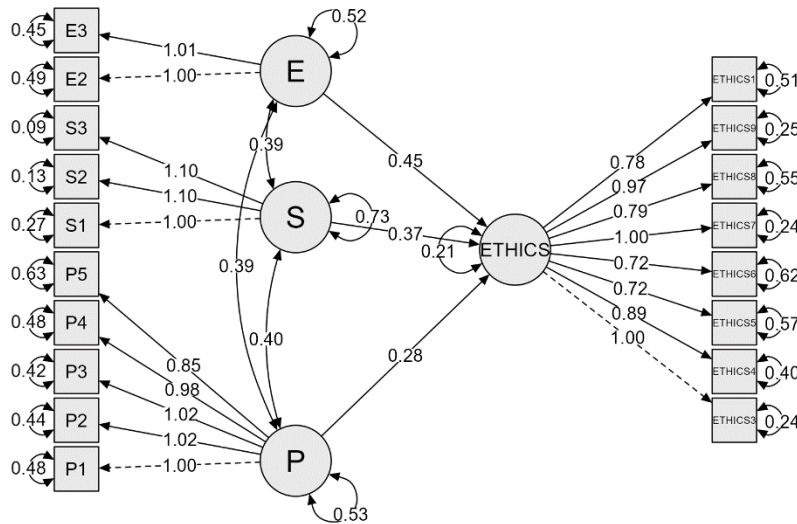 0.45 E3
0.49 E2
0.09 S3
0.13 S2
0.27 S1
0.63 P5
0.48 P4
0.42 P3
0.44 P2
0.48 P1
1.01
1.00
1.10
1.10
1.00
0.85
0.98
1.02
1.02
1.00
0.52
E
0.39
S
0.73
0.39
0.40
P
0.53
0.45
0.37
0.28
0.21 ETHICS
0.78
0.97
0.79
1.00
0.72
0.72
0.89
1.00
ETHICS1 0.51
ETHICS9 0.25
ETHICS8 0.55
ETHICS7 0.24
ETHICS6 0.62
ETHICS5 0.57
ETHICS4 0.40
ETHICS3 0.24